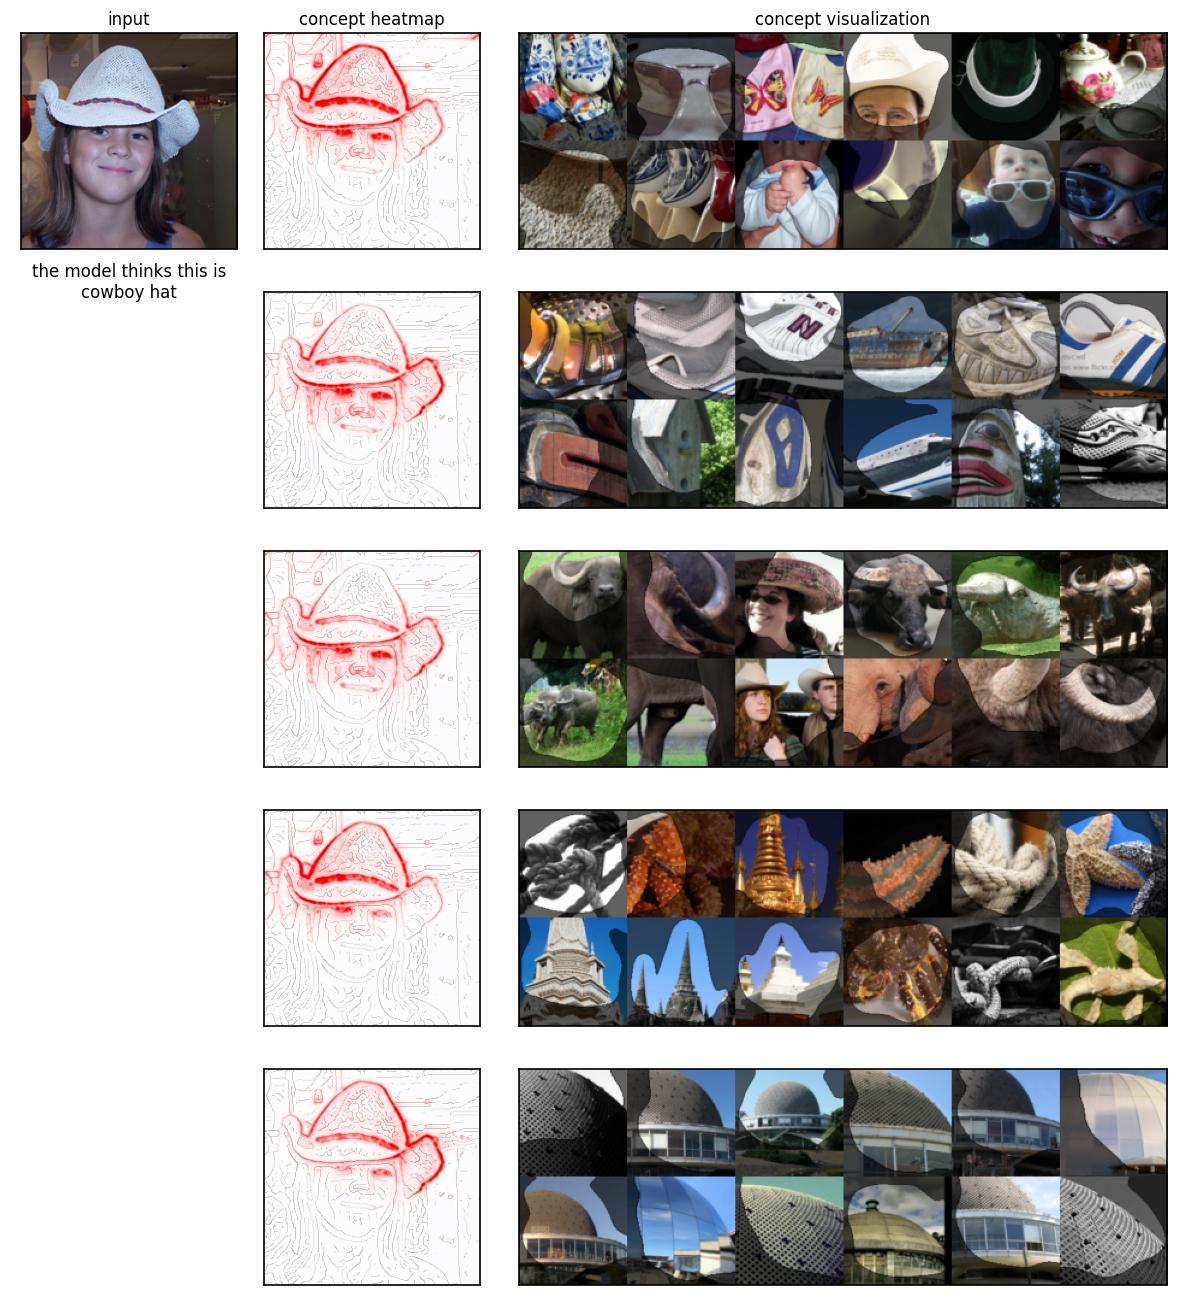 input
concept heatmap
concept visualization
the model thinks this is
cowboy hat
N